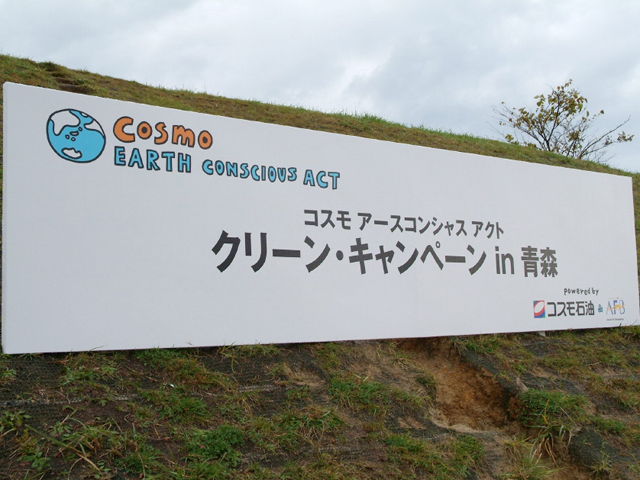 COSMO
EARTH CONSCIOUS ACT
コスモ アースコンシャス アクト
クリーン・キャンペーン in 青森
powered by
コスモ石油 & AFB